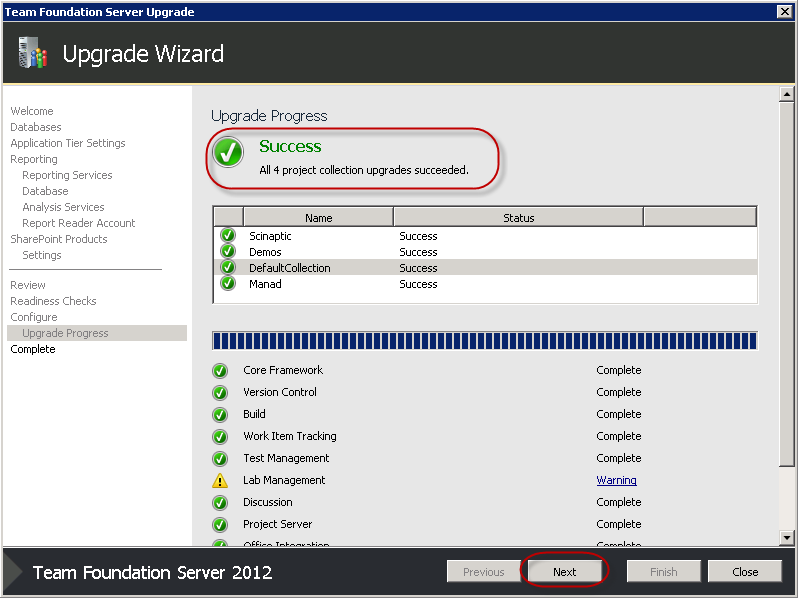 Team Foundation Server Upgrade
Upgrade Wizard
Welcome
Databases
Application Tier Settings
Reporting
Reporting Services
Database
Analysis Services
Report Reader Account
SharePoint Products
Settings
Review
Readiness Checks
Configure
Upgrade Progress
Complete
Upgrade Progress
Success
All 4 project collection upgrades succeeded.
Name Status
Scinaptic Success
Demos Success
DefaultCollection Success
Manad Success
Core Framework Complete
Version Control Complete
Build Complete
Work Item Tracking Complete
Test Management Complete
Lab Management Warning
Discussion Complete
Project Server Complete
Office Integration Complete
Team Foundation Server 2012
Previous Next Finish Close